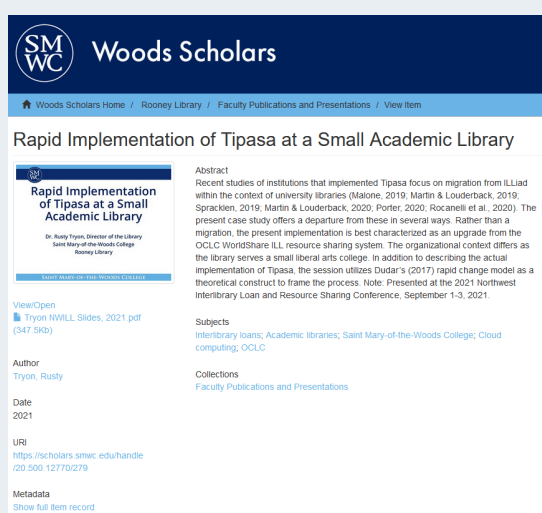 SM
WC
Woods Scholars
Woods Scholars Home / Rooney Library / Faculty Publications and Presentations / View Item
Rapid Implementation of Tipasa at a Small Academic Library
SM
WC
Rapid Implementation
of Tipasa at a Small
Academic Library
Dr. Rusty Tryon, Director of the Library
Saint Mary-of-the-Woods College
Rooney Library
SAINT MARY-OF-THE-WOODS COLLEGE
View/Open
Tryon NWILL Slides, 2021.pdf
(347.5Kb)
Author
Tryon, Rusty
Date
2021
URI
https://scholars.smwc.edu/handle
/20.500.12770/279
Metadata
Show full item record
Abstract
Recent studies of institutions that implemented Tipasa focus on migration from ILLiad
within the context of university libraries (Malone, 2019; Martin & Louderback, 2019;
Spracklen, 2019; Martin & Louderback, 2020; Porter, 2020; Rocanelli et al., 2020). The
present case study offers a departure from these in several ways. Rather than a
migration, the present implementation is best characterized as an upgrade from the
OCLC WorldShare ILL resource sharing system. The organizational context differs as
the library serves a small liberal arts college. In addition to describing the actual
implementation of Tipasa, the session utilizes Dudar's (2017) rapid change model as a
theoretical construct to frame the process. Note: Presented at the 2021 Northwest
Interlibrary Loan and Resource Sharing Conference, September 1-3, 2021.
Subjects
Interlibrary loans; Academic libraries; Saint Mary-of-the-Woods College; Cloud
computing; OCLC
Collections
Faculty Publications and Presentations